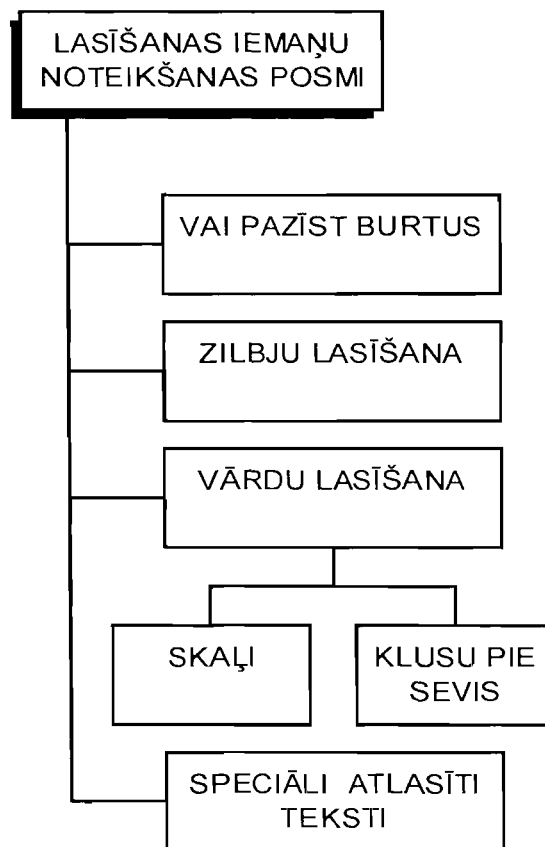 LASĪŠANAS IEMAŅU
NOTEIKŠANAS POSMI
VAI PAZĪST BURTUS
ZILBJU LASĪŠANA
VĀRDU LASĪŠANA
SKAĻI
KLUSU PIE
SEVIS
SPECIĀLI ATLASĪTI
TEKSTI